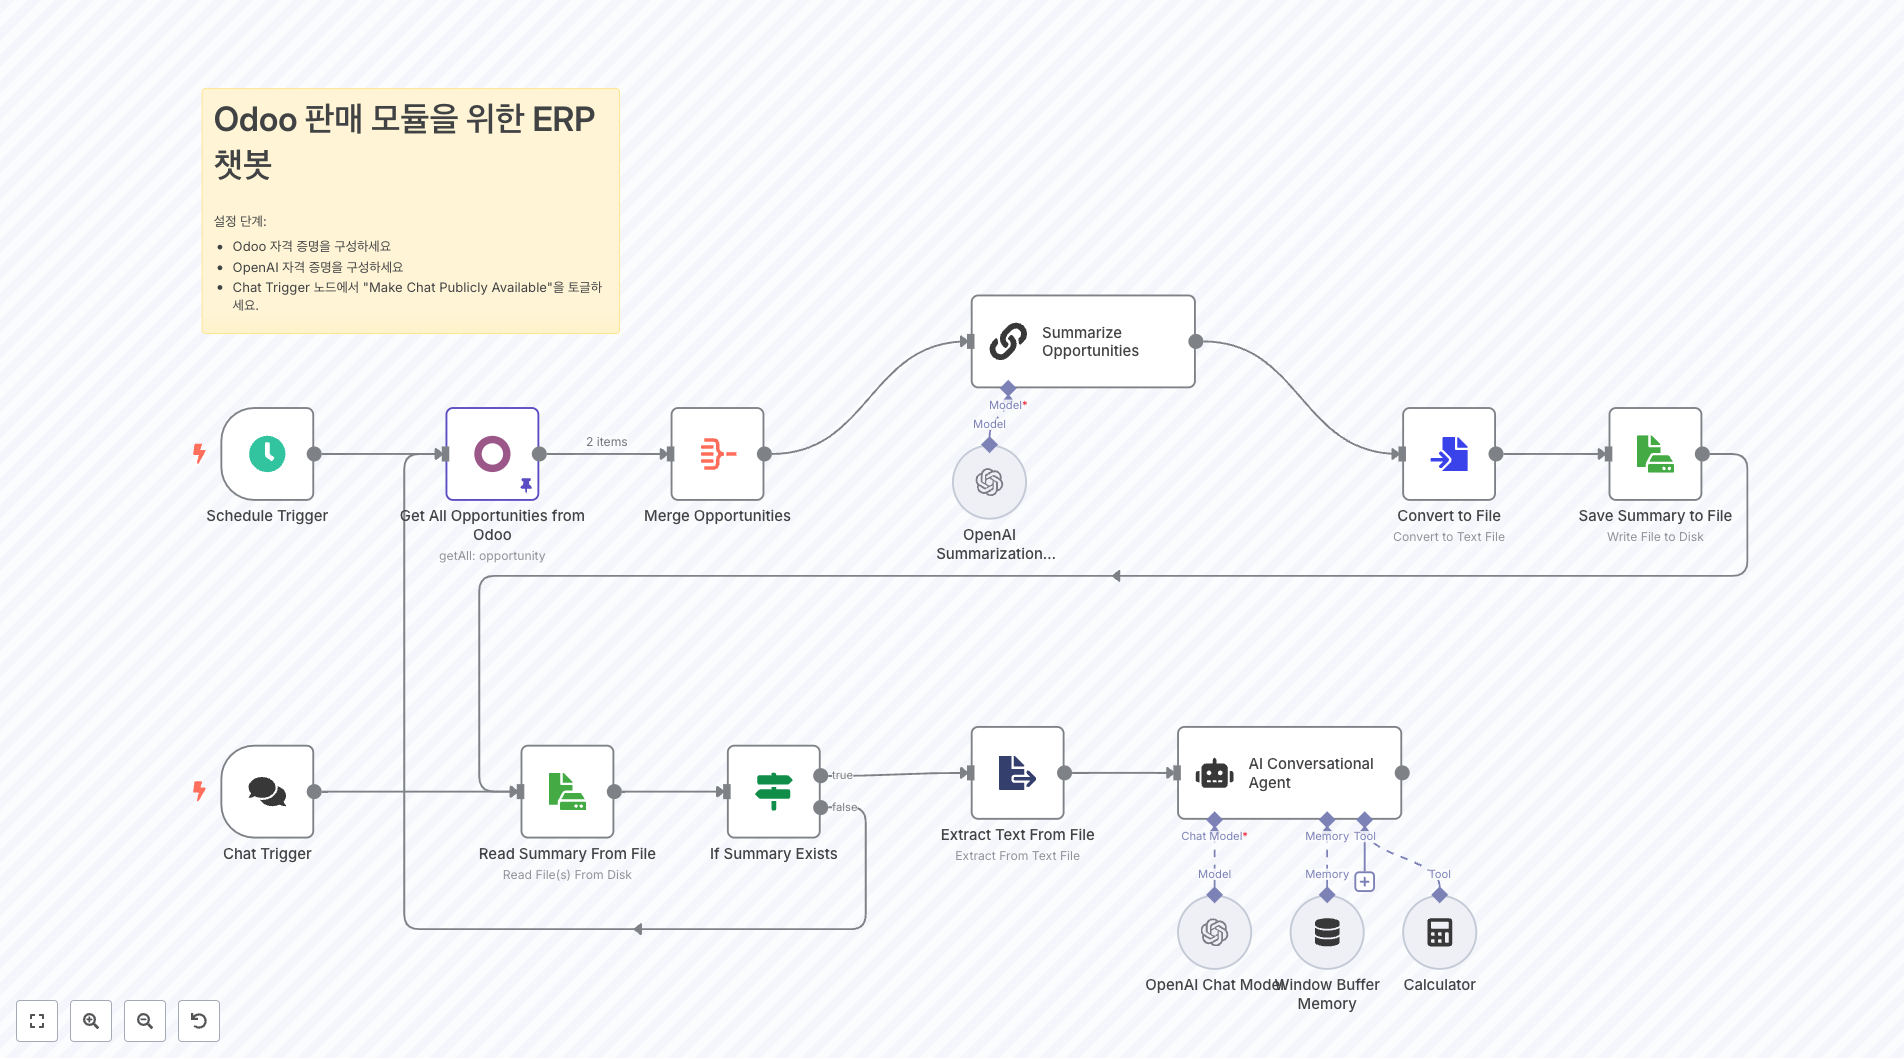 Odoo 판매 모듈을 위한 ERP
챗봇
설정 단계:
Odoo 자격 증명을 구성하세요
OpenAI 자격 증명을 구성하세요
Chat Trigger 노드에서 "Make Chat Publicly Available"을 토글하
세요.
Summarize
Opportunities
Model*
Model
OpenAI
Summarization...
Schedule Trigger
Get All Opportunities from
Odoo
getAll: opportunity
2 items
Merge Opportunities
Convert to File
Convert to Text File
Save Summary to File
Write File to Disk
Chat Trigger
Read Summary From File
Read File(s) From Disk
If Summary Exists
true
false
Extract Text From File
Extract From Text File
AI Conversational
Agent
Chat Model*
Memory
Tool
Model
Memory
Tool
OpenAI Chat Model
Window Buffer
Memory
Calculator